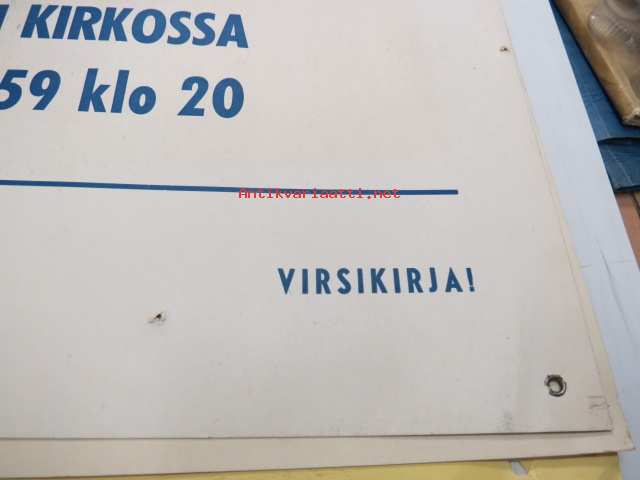 KIRKOSSA
59 klo 20
Antikvariaatti.net
VIRSIKIRJA!